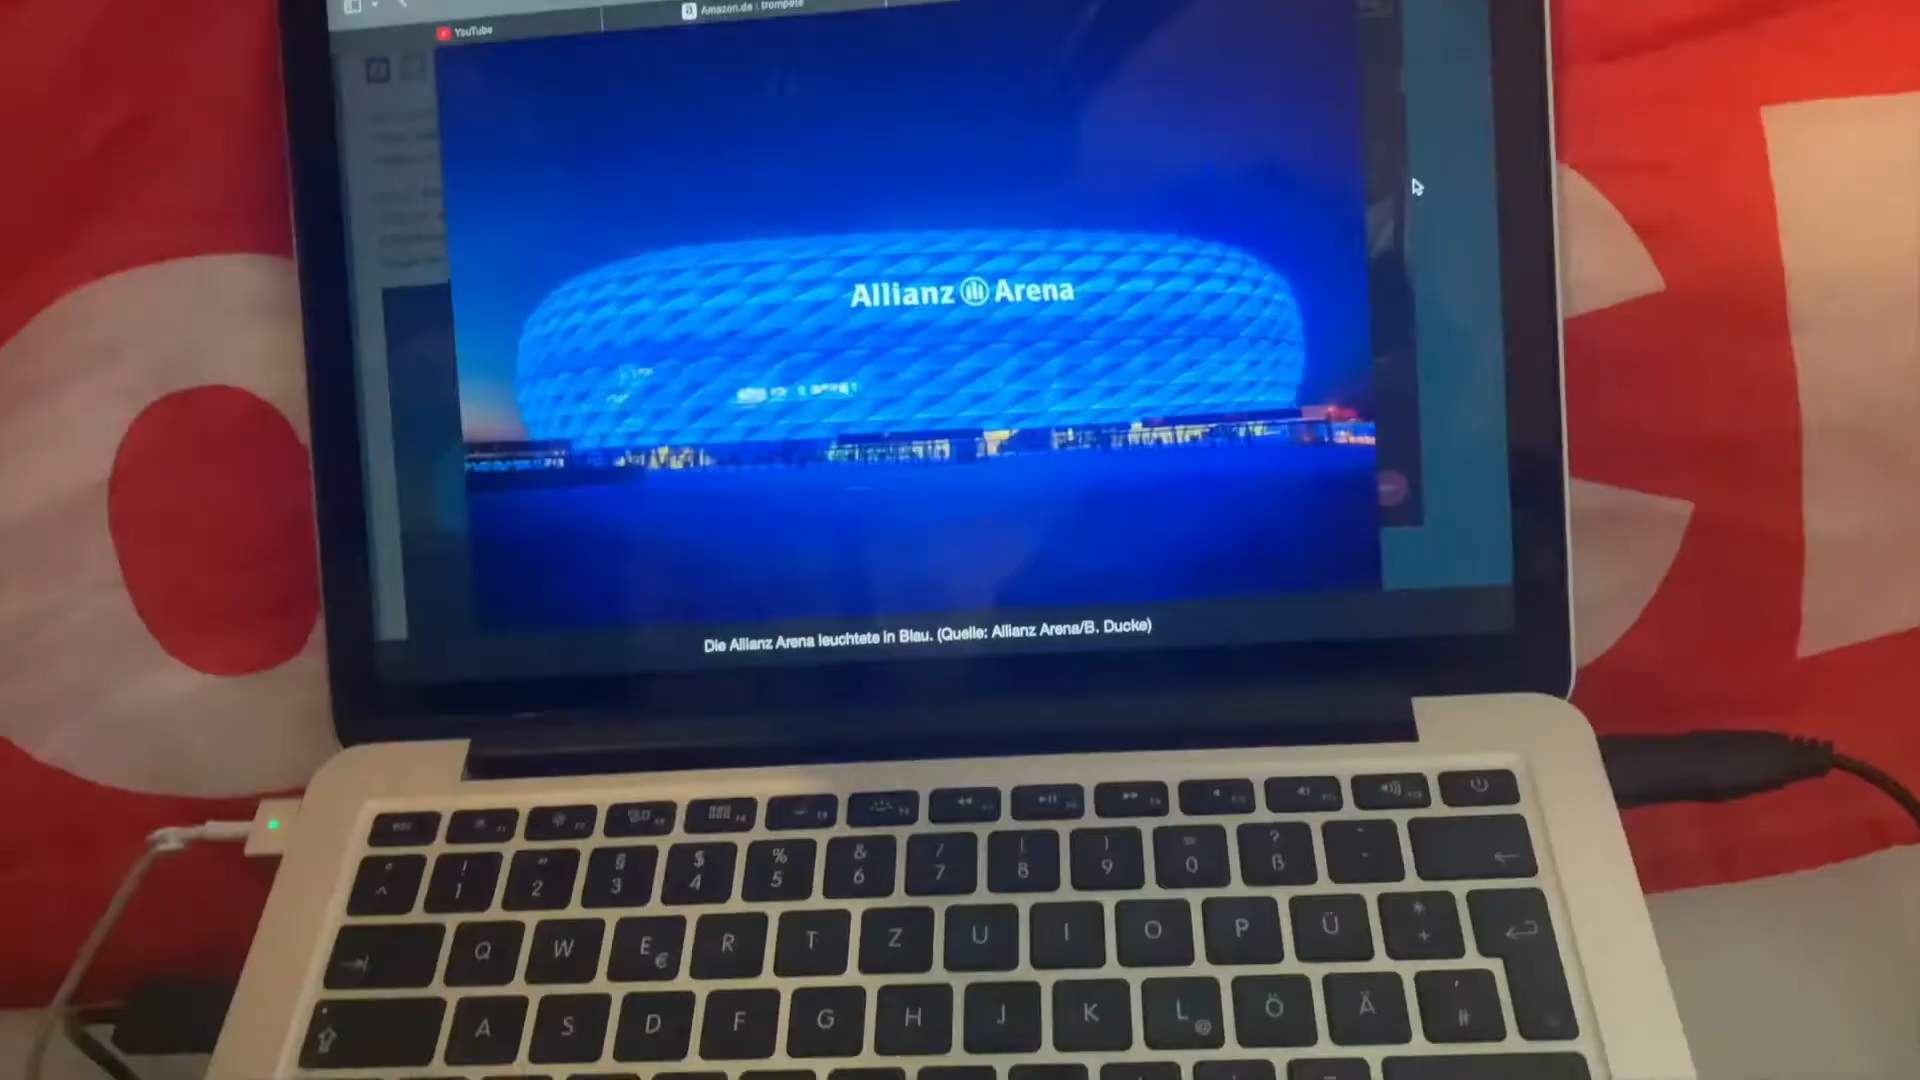 YouTube
Amazon.de : trompete
Allianz Arena
Die Allianz Arena leuchtete in Blau. (Quelle: Allianz Arena/B. Ducke)
esc
° ^ ! 1 " 2 § 3 $ 4 % 5 & 6 / 7 ( 8 ) 9 = 0 ? ß
Q W E € R T Z U I O P Ü * +
A S D F G H J K L @ Ö Ä ' #